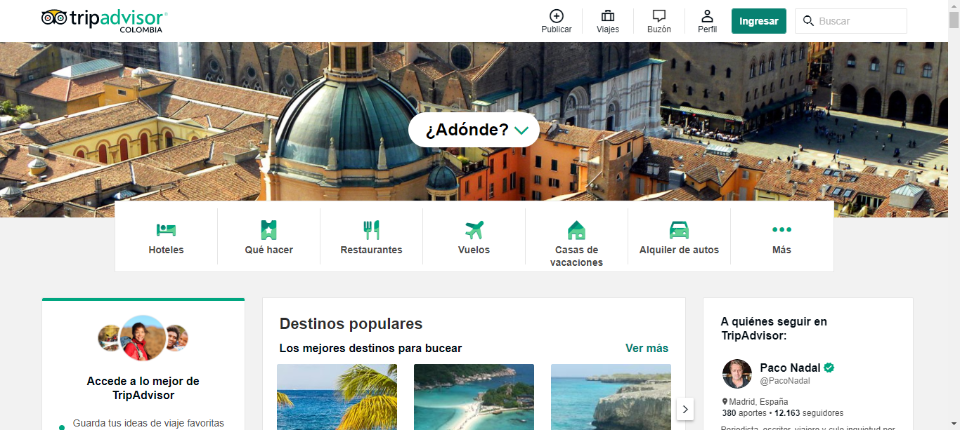 tripadvisor®
COLOMBIA
Publicar
Viajes
Buzón
Perfil
Ingresar
Buscar
¿Adónde?
Hoteles
Qué hacer
Restaurantes
Vuelos
Casas de
vacaciones
Alquiler de autos
Más
Accede a lo mejor de
TripAdvisor
Guarda tus ideas de viaje favoritas
Destinos populares
Los mejores destinos para bucear
Ver más
A quiénes seguir en
TripAdvisor:
Paco Nadal
@PacoNadal
Madrid, España
380 aportes • 12.163 seguidores
Periodista, escritor, viajero y culo inquietud por